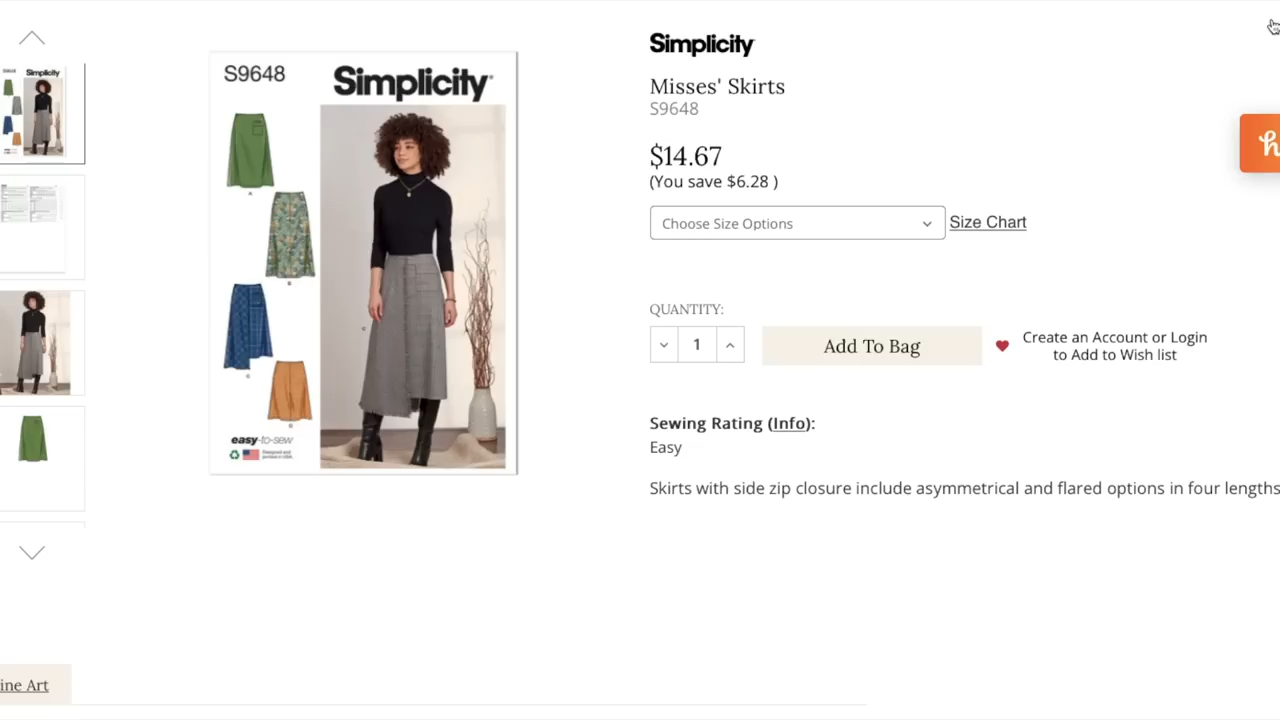 Simplicity
Misses' Skirts
S9648
$14.67
(You save $6.28 )
Choose Size Options
Size Chart
QUANTITY:
1
Add To Bag
Create an Account or Login
to Add to Wish list
Sewing Rating (Info):
Easy
Skirts with side zip closure include asymmetrical and flared options in four lengths
S9648
Simplicity
A
B
C
C
D
easy-to-sew
Simplicity
ine Art
h